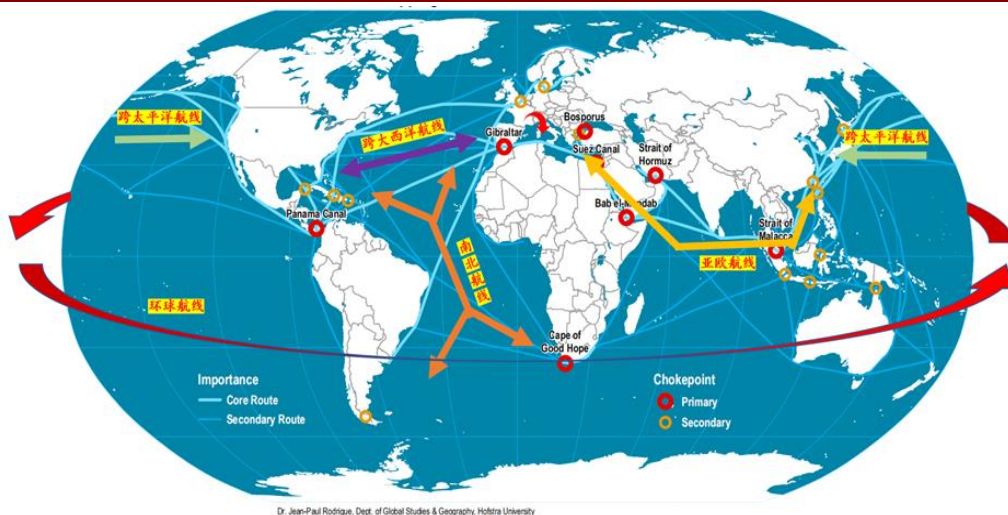 跨太平洋航线
跨大西洋航线
Gibraltar
Bosporus
Suez Canal
Strait of
Hormuz
跨太平洋航线
Panama Canal
Bab el-Mandab
Strait of
Malacca
南北航线
亚欧航线
环球航线
Cape of
Good Hope
Importance
Core Route
Secondary Route
Chokepoint
Primary
Secondary
Dr. Jean-Paul Rodrigue, Dept. of Global Studies & Geography, Hofstra University